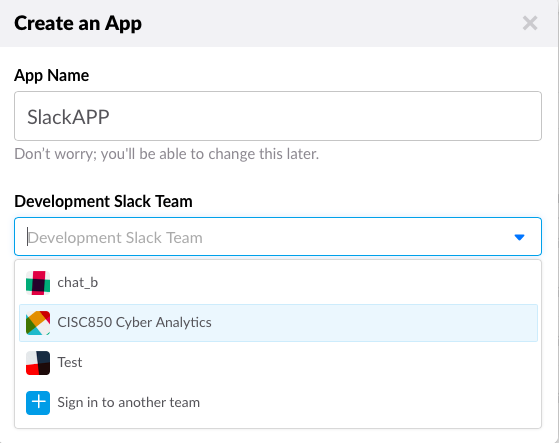 Create an App
App Name
SlackAPP
Don't worry; you'll be able to change this later.
Development Slack Team
Development Slack Team
chat_b
CISC850 Cyber Analytics
Test
Sign in to another team